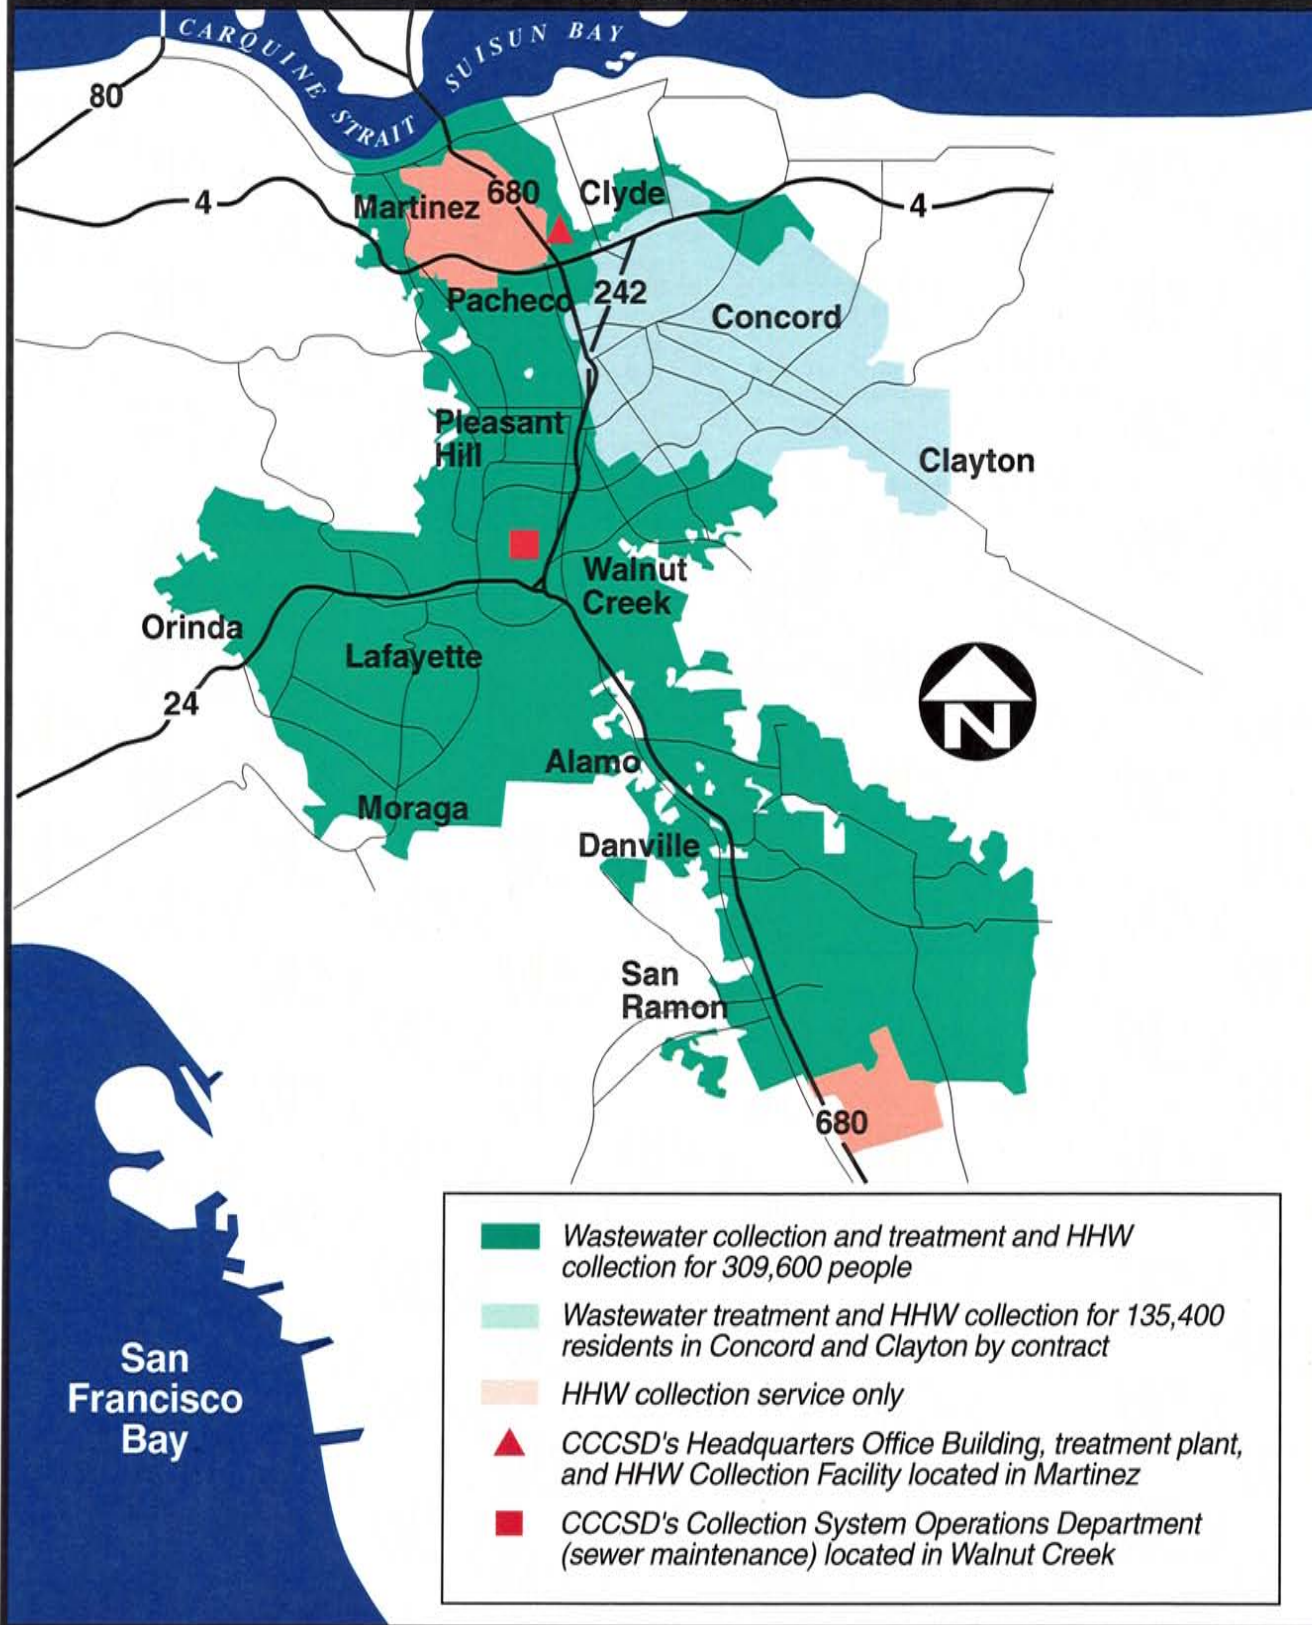 CARQUINE STRAIT
SUISUN BAY
80
4
Martinez
680
Clyde
4
Pacheco
242
Concord
Pleasant
Hill
Clayton
Walnut
Creek
Orinda
Lafayette
24
N
Alamo
Moraga
Danville
San
Ramon
680
Wastewater collection and treatment and HHW
collection for 309,600 people
Wastewater treatment and HHW collection for 135,400
residents in Concord and Clayton by contract
HHW collection service only
CCCSD's Headquarters Office Building, treatment plant,
and HHW Collection Facility located in Martinez
CCCSD's Collection System Operations Department
(sewer maintenance) located in Walnut Creek
San
Francisco
Bay